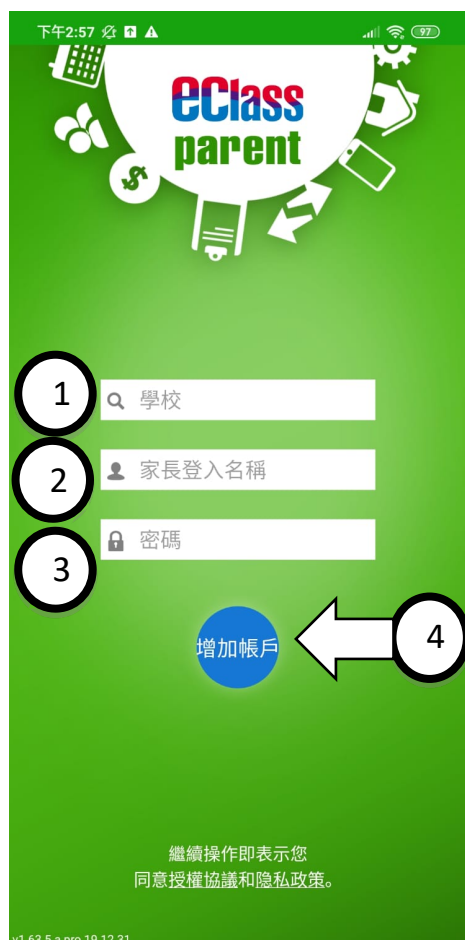 下午2:57
97
eClass
parent
1
學校
2
家長登入名稱
3
密碼
增加帳戶
4
繼續操作即表示您
同意授權協議和隐私政策。
v1.63.5.a.pro.19.12.31